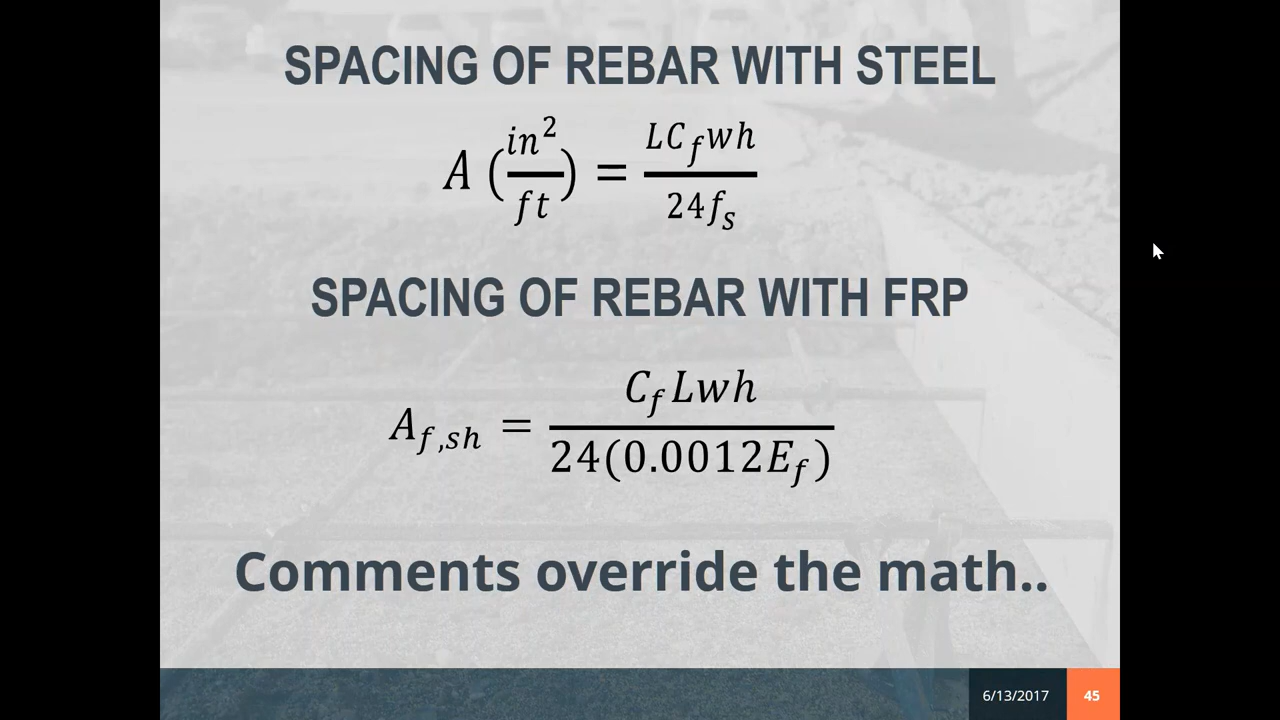 SPACING OF REBAR WITH STEEL
A (in²/ft) = LC_f wh / 24f_s
SPACING OF REBAR WITH FRP
A_f,sh = C_f Lwh / 24(0.0012E_f)
Comments override the math..
6/13/2017 45